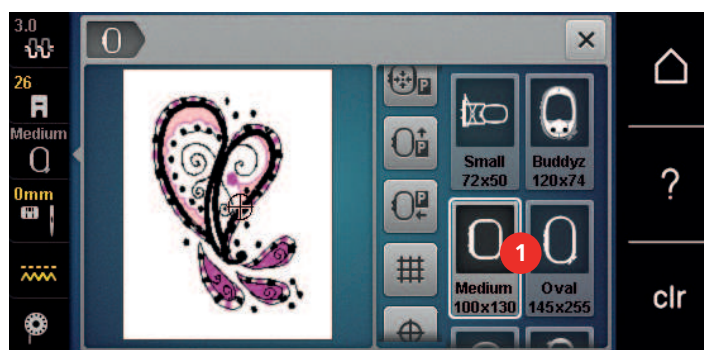 3.0
26
Medium
0mm
P
P
P
Small
72x50
Buddyz
120x74
1
Medium
100x130
Oval
145x255
?
clr